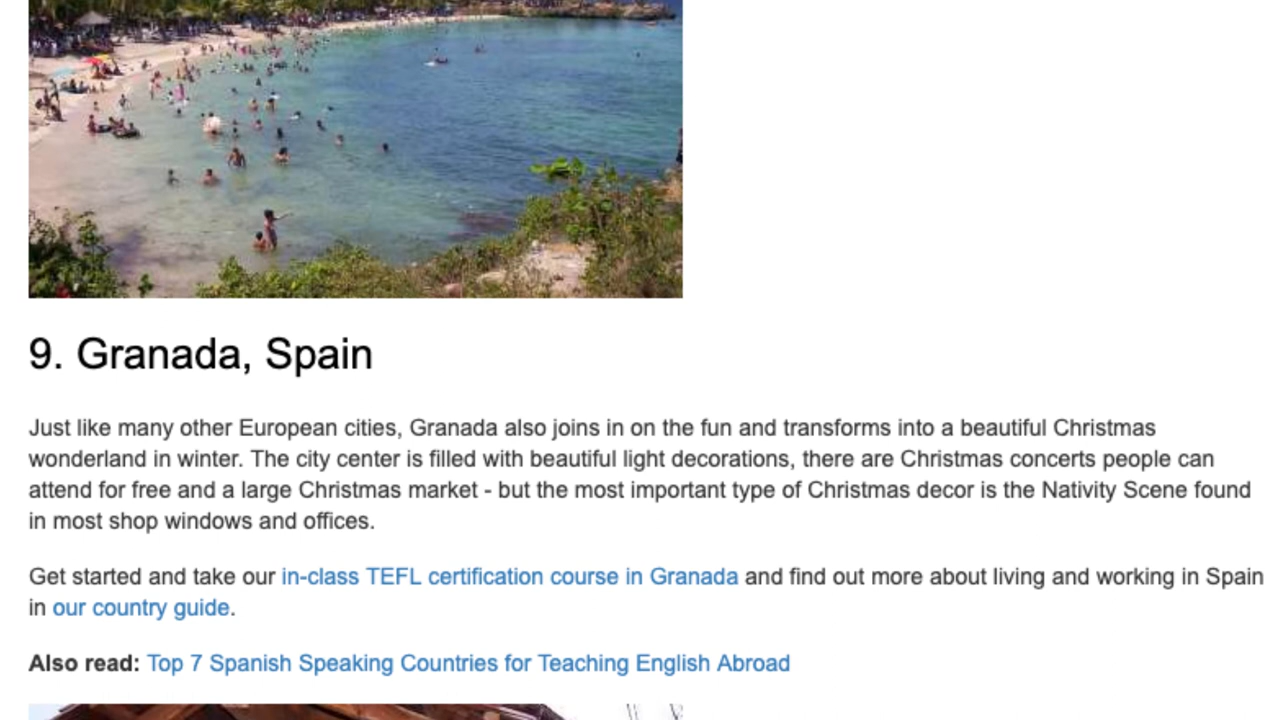 9. Granada, Spain
Just like many other European cities, Granada also joins in on the fun and transforms into a beautiful Christmas
wonderland in winter. The city center is filled with beautiful light decorations, there are Christmas concerts people can
attend for free and a large Christmas market - but the most important type of Christmas decor is the Nativity Scene found
in most shop windows and offices.
Get started and take our in-class TEFL certification course in Granada and find out more about living and working in Spain
in our country guide.
Also read: Top 7 Spanish Speaking Countries for Teaching English Abroad